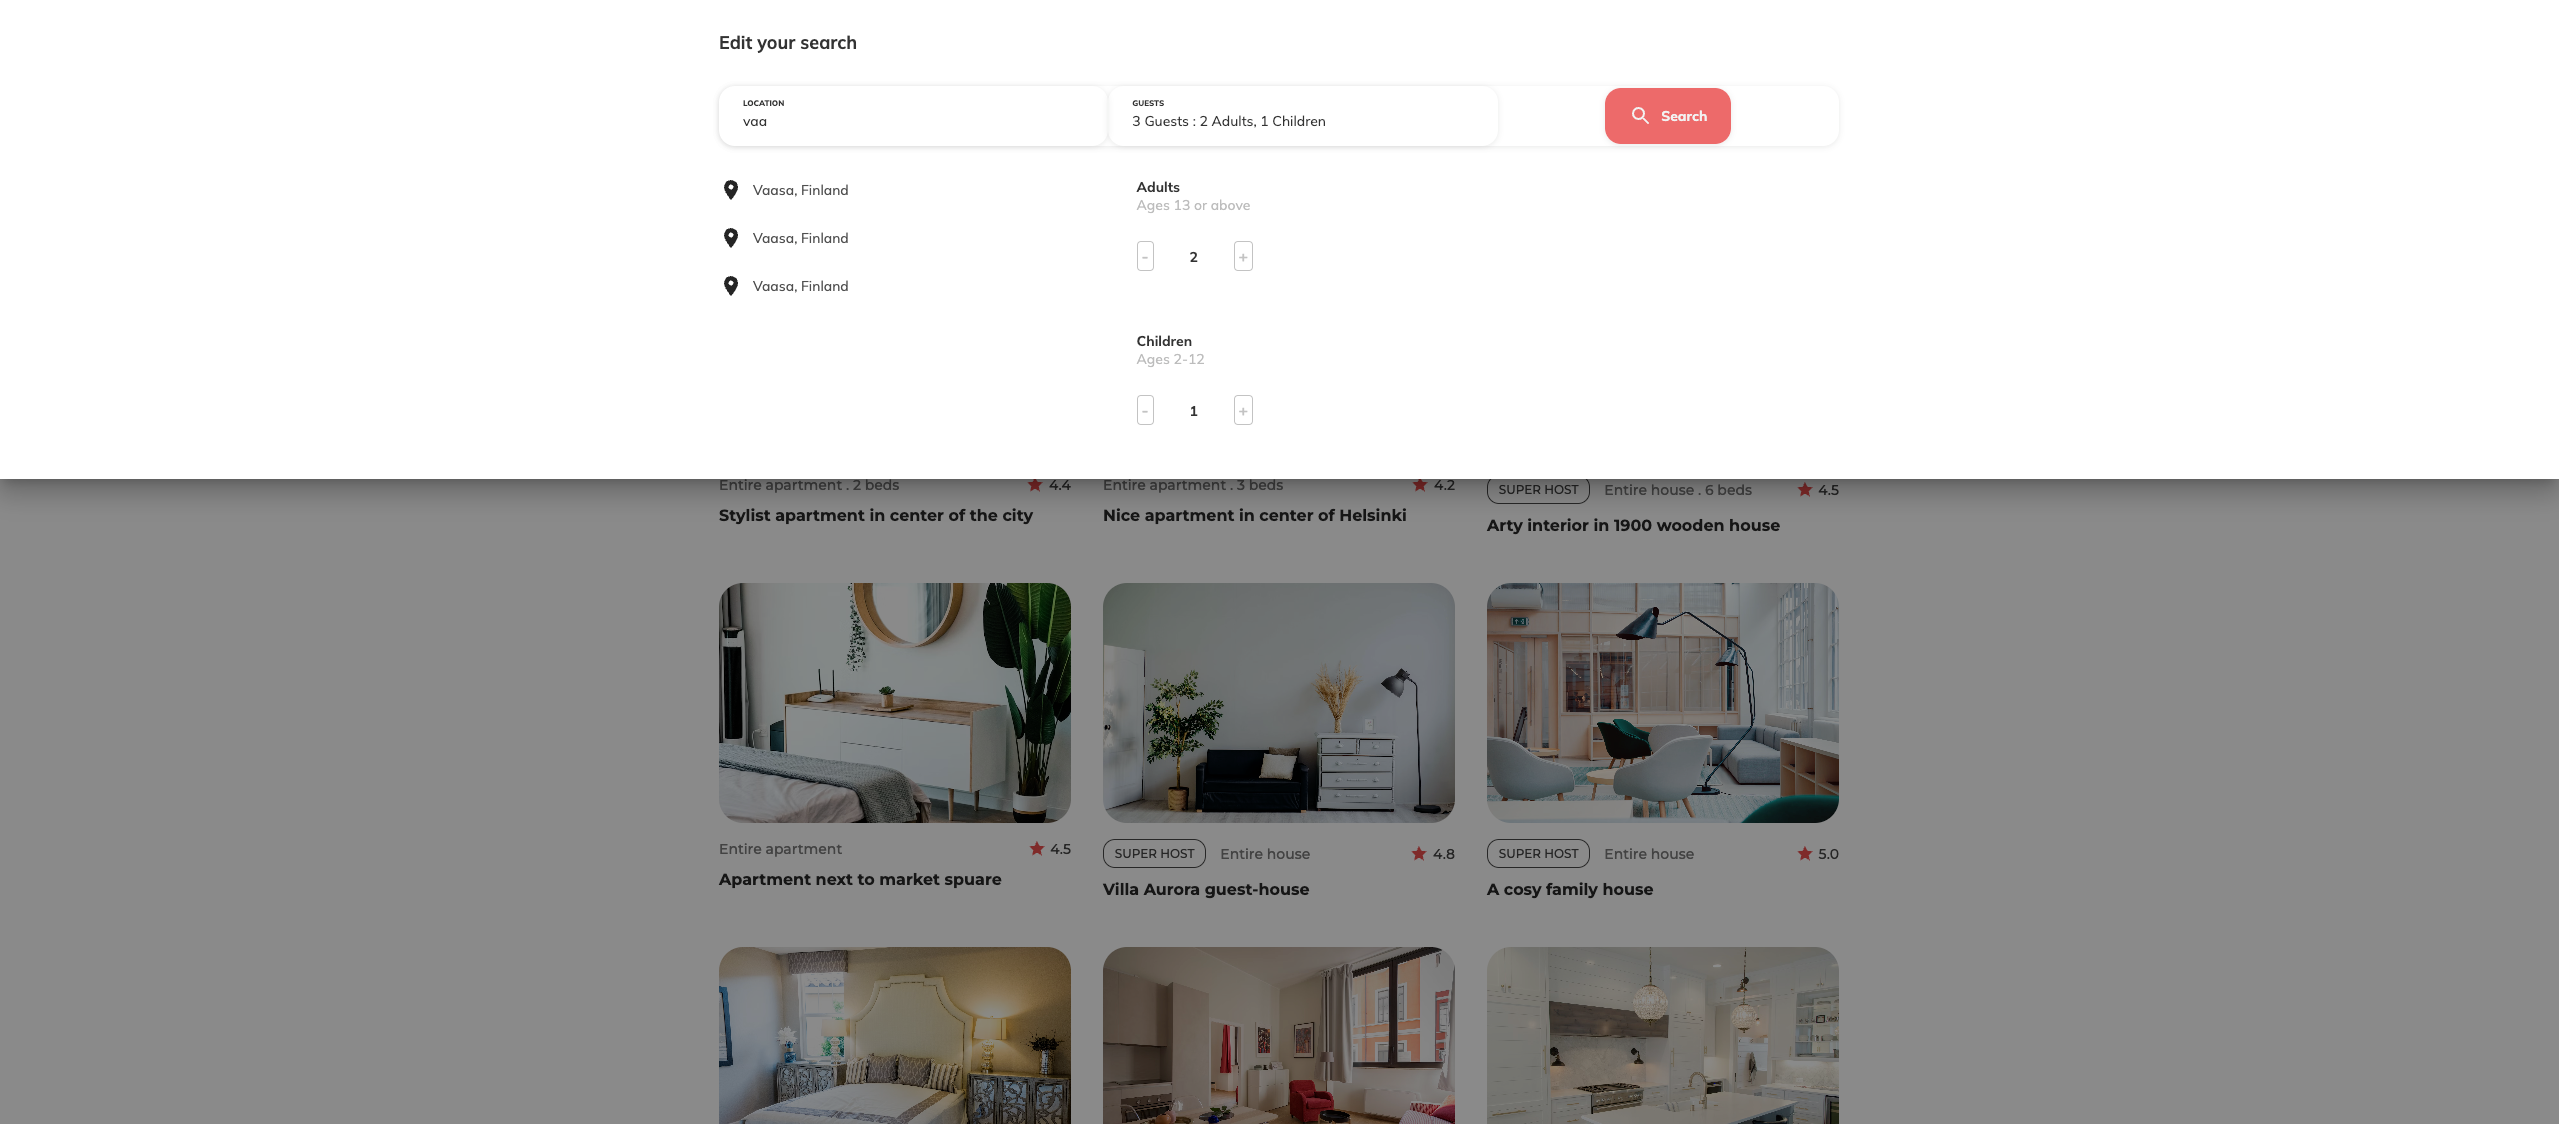 Edit your search
LOCATION
vaa
GUESTS
3 Guests : 2 Adults, 1 Children
Search
Vaasa, Finland
Vaasa, Finland
Vaasa, Finland
Adults
Ages 13 or above
- 2 +
Children
Ages 2-12
- 1 +
Entire apartment . 2 beds 4.4
Stylist apartment in center of the city
Entire apartment . 3 beds 4.2
Nice apartment in center of Helsinki
SUPER HOST Entire house . 6 beds 4.5
Arty interior in 1900 wooden house
Entire apartment 4.5
Apartment next to market spuare
SUPER HOST Entire house 4.8
Villa Aurora guest-house
SUPER HOST Entire house 5.0
A cosy family house